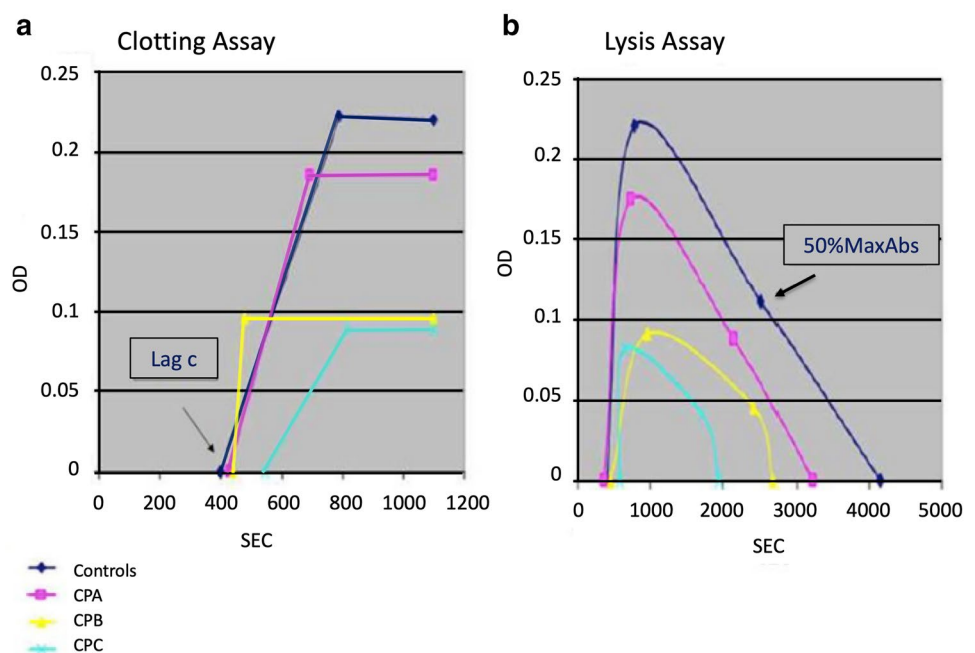 a
Clotting Assay
0.25
0.2
0.15
0.1
0.05
0
OD
Lag c
0 200 400 600 800 1000 1200
SEC
b
Lysis Assay
0.25
0.2
0.15
0.1
0.05
0
OD
50%MaxAbs
0 1000 2000 3000 4000 5000
SEC
Controls
CPA
CPB
CPC